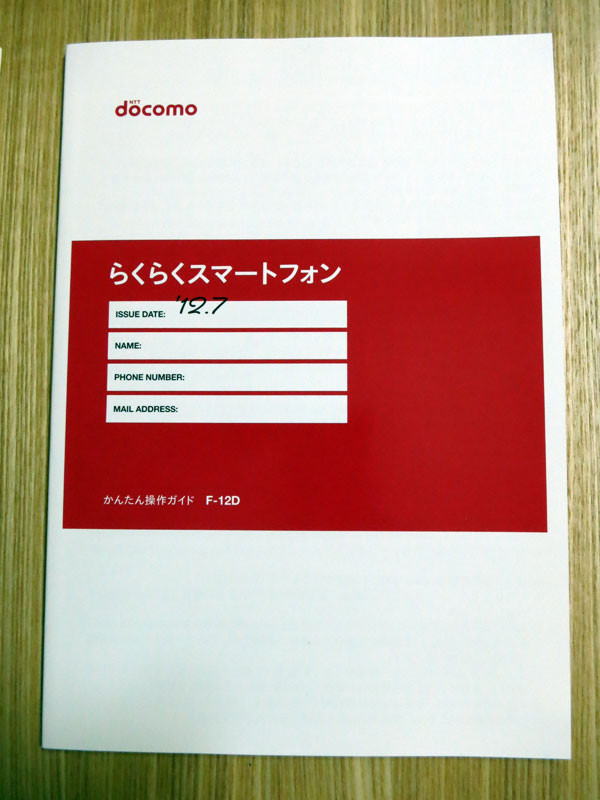 NTT
docomo
らくらくスマートフォン
ISSUE DATE: '12.7
NAME:
PHONE NUMBER:
MAIL ADDRESS:
かんたん操作ガイド F-12D